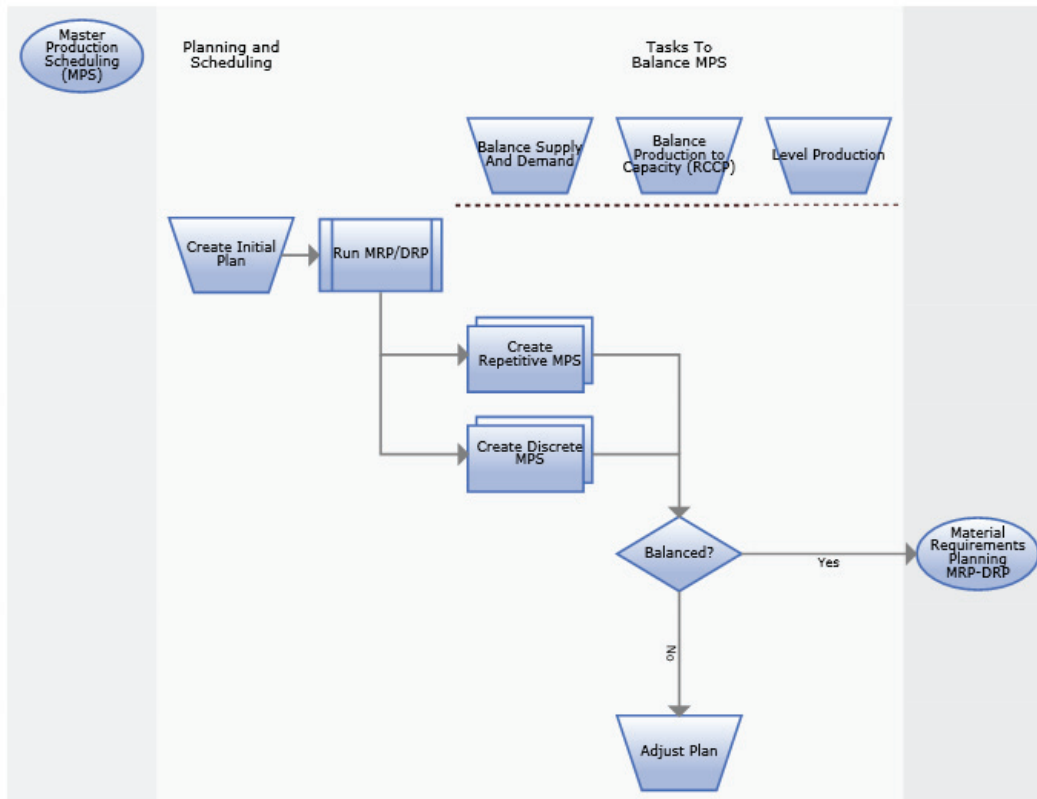 Master
Production
Scheduling
(MPS)
Planning and
Scheduling
Tasks To
Balance MPS
Balance Supply
And Demand
Balance
Production to
Capacity (RCCP)
Level Production
Create Initial
Plan
Run MRP/DRP
Create
Repetitive MPS
Create Discrete
MPS
Balanced?
Yes
Material
Requirements
Planning
MRP-DRP
No
Adjust Plan